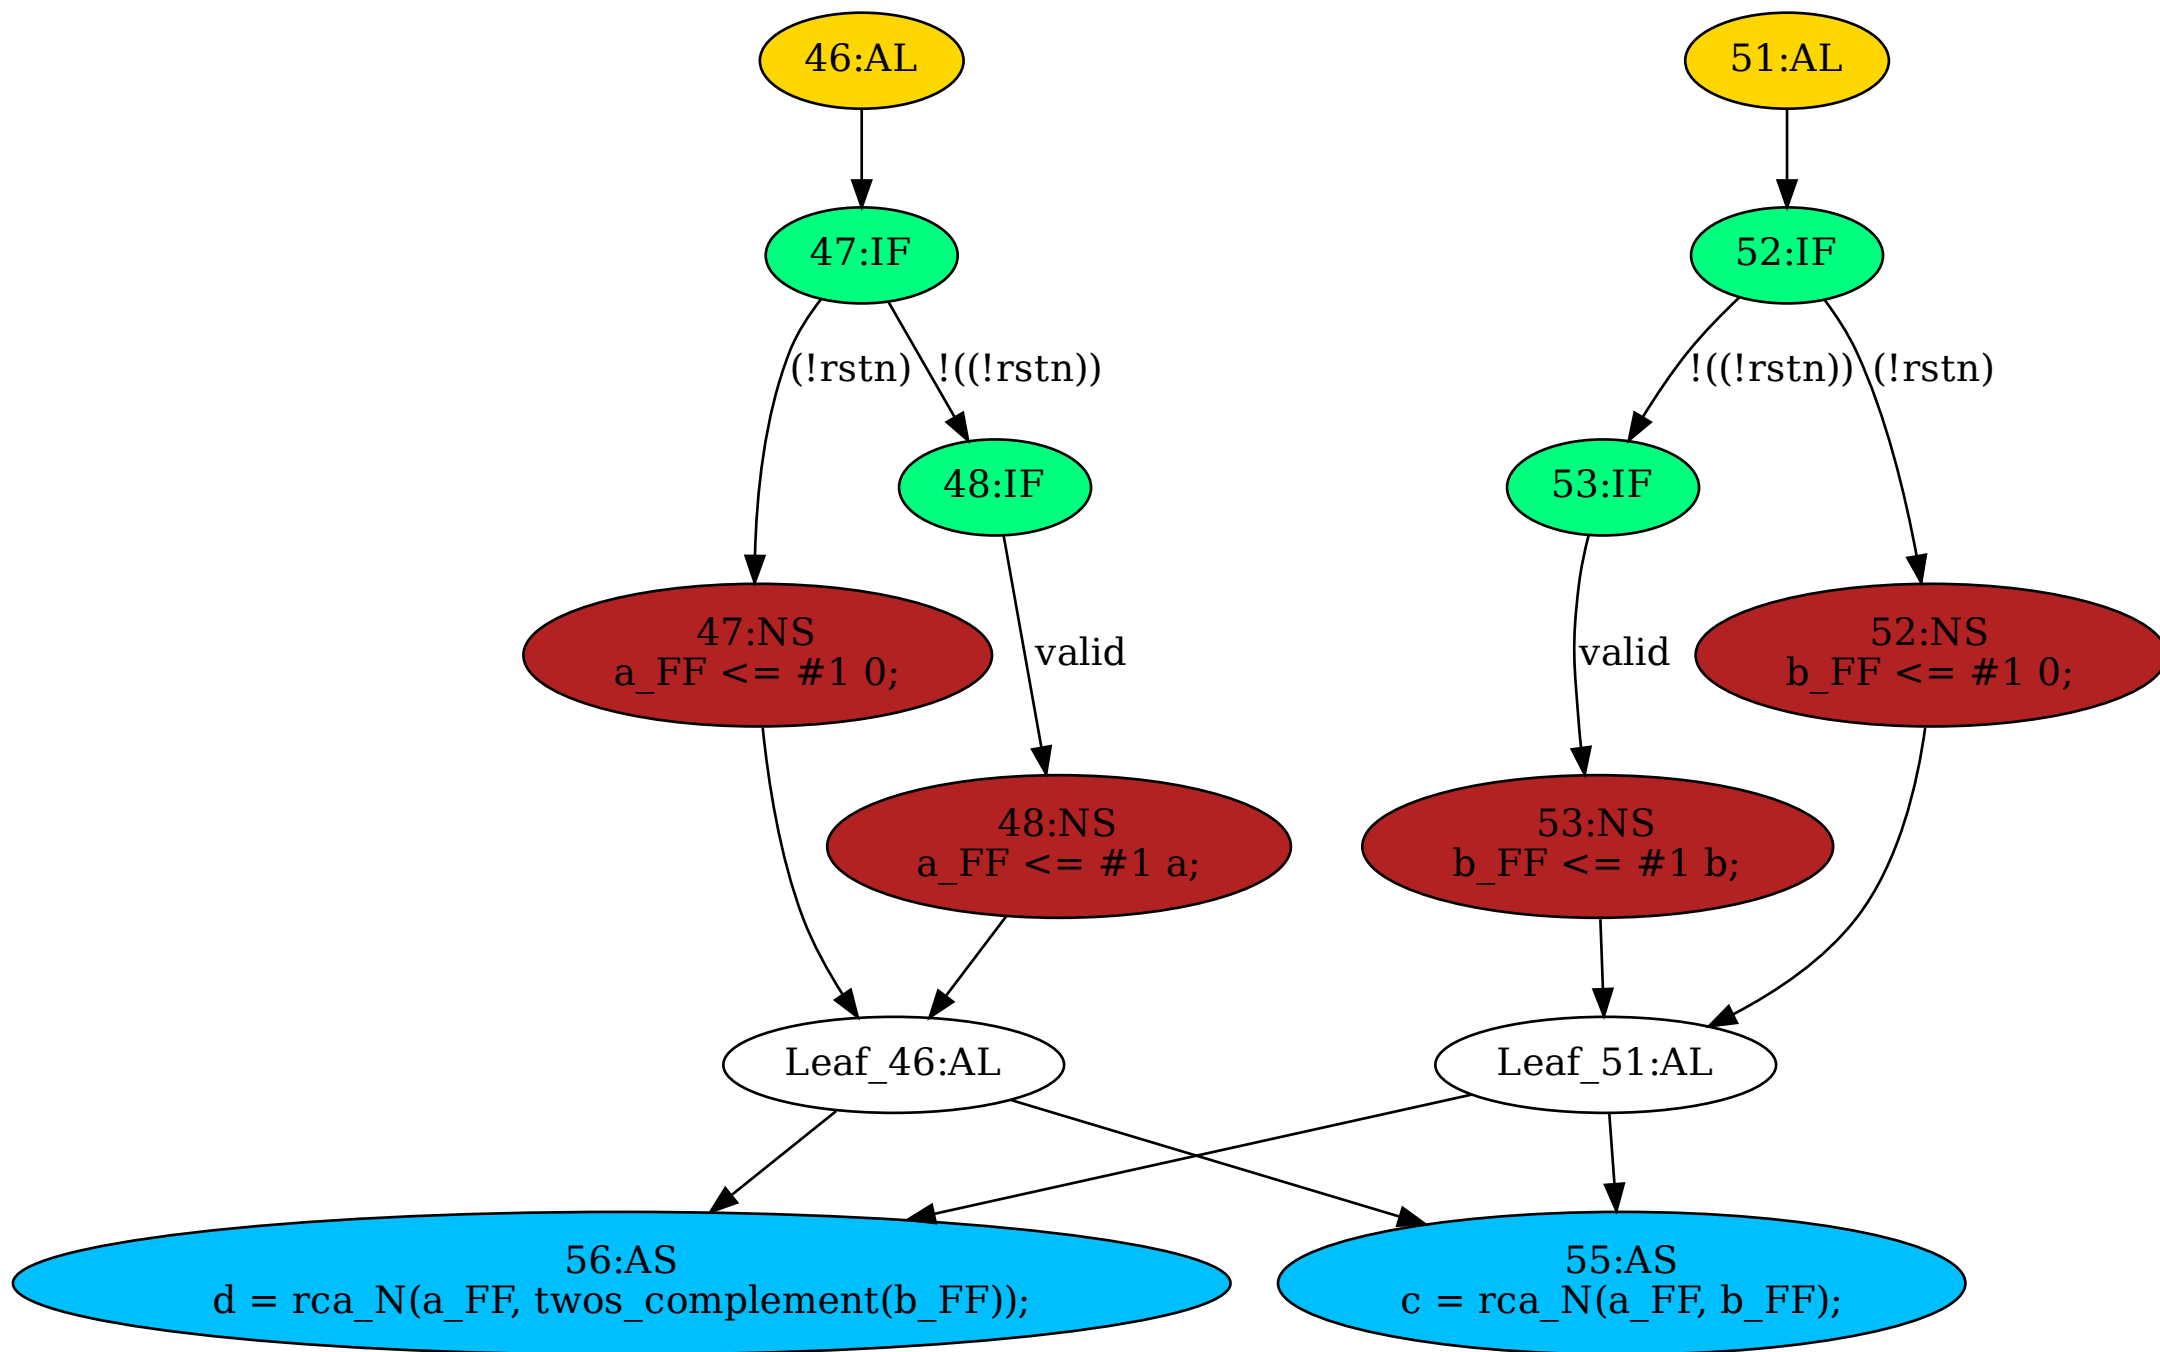 46:AL
51:AL
47:IF
52:IF
(!rstn)
!((!rstn))
!((!rstn))
(!rstn)
48:IF
53:IF
47:NS
a_FF <= #1 0;
valid
valid
52:NS
b_FF <= #1 0;
48:NS
a_FF <= #1 a;
53:NS
b_FF <= #1 b;
Leaf_46:AL
Leaf_51:AL
56:AS
d = rca_N(a_FF, twos_complement(b_FF));
55:AS
c = rca_N(a_FF, b_FF);